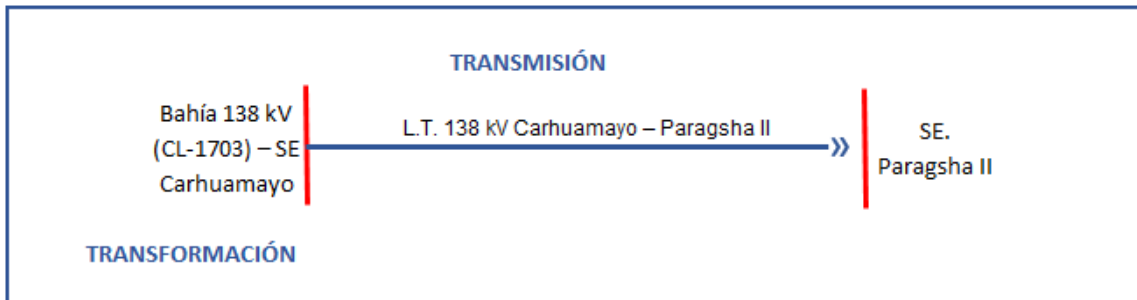 TRANSMISIÓN
Bahía 138 kV
(CL-1703) – SE
Carhuamayo
L.T. 138 kV Carhuamayo – Paragsha II
SE.
Paragsha II
TRANSFORMACIÓN